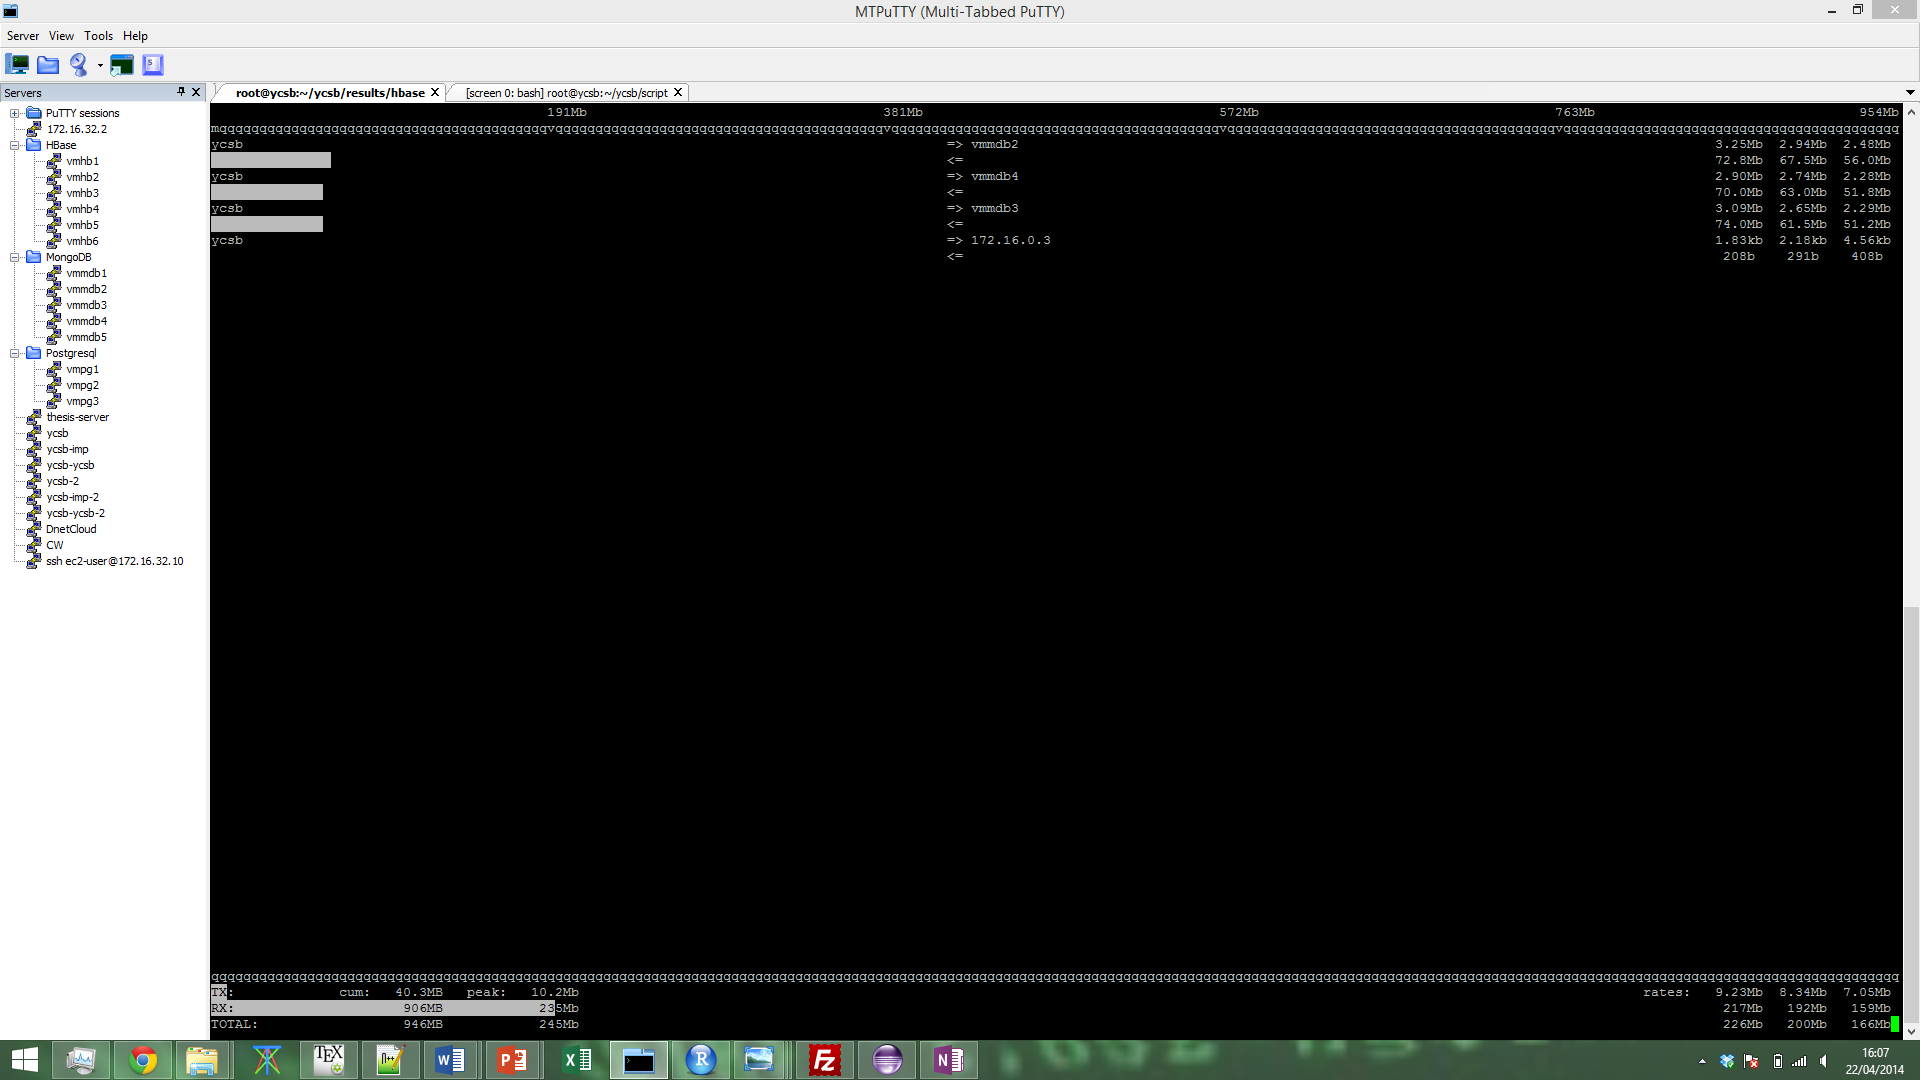 MTPuTTY (Multi-Tabbed PuTTY)
Server View Tools Help
Servers
PuTTY sessions
172.16.32.2
HBase
vmhb1
vmhb2
vmhb3
vmhb4
vmhb5
vmhb6
MongoDB
vmmdb1
vmmdb2
vmmdb3
vmmdb4
vmmdb5
Postgresql
vmpg1
vmpg2
vmpg3
thesis-server
ycsb
ycsb-imp
ycsb-ycsb
ycsb-2
ycsb-imp-2
ycsb-ycsb-2
DnetCloud
CW
ssh ec2-user@172.16.32.10
root@ycsb:~/ycsb/results/hbase [screen 0: bash] root@ycsb:~/ycsb/script
191Mb 381Mb 572Mb 763Mb 954Mb
ycsb => vmmdb2 3.25Mb 2.94Mb 2.48Mb
<= 72.8Mb 67.5Mb 56.0Mb
ycsb => vmmdb4 2.90Mb 2.74Mb 2.28Mb
<= 70.0Mb 63.0Mb 51.8Mb
ycsb => vmmdb3 3.09Mb 2.65Mb 2.29Mb
<= 74.0Mb 61.5Mb 51.2Mb
ycsb => 172.16.0.3 1.83kb 2.18kb 4.56kb
<= 208b 291b 408b
TX: cum: 40.3MB peak: 10.2Mb rates: 9.23Mb 8.34Mb 7.05Mb
RX: 906MB 235Mb 217Mb 192Mb 159Mb
TOTAL: 946MB 245Mb 226Mb 200Mb 166Mb
16:07
22/04/2014